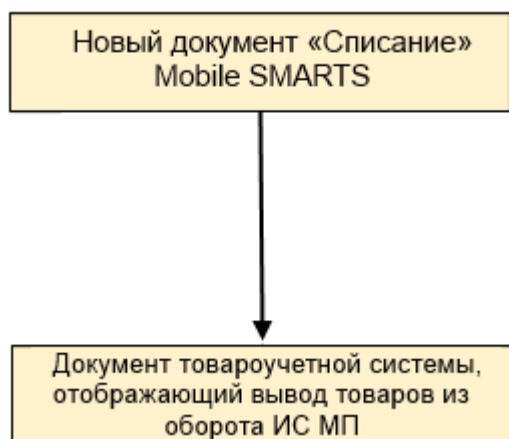 Новый документ «Списание»
Mobile SMARTS
Документ товароучетной системы,
отображающий вывод товаров из
оборота ИС МП